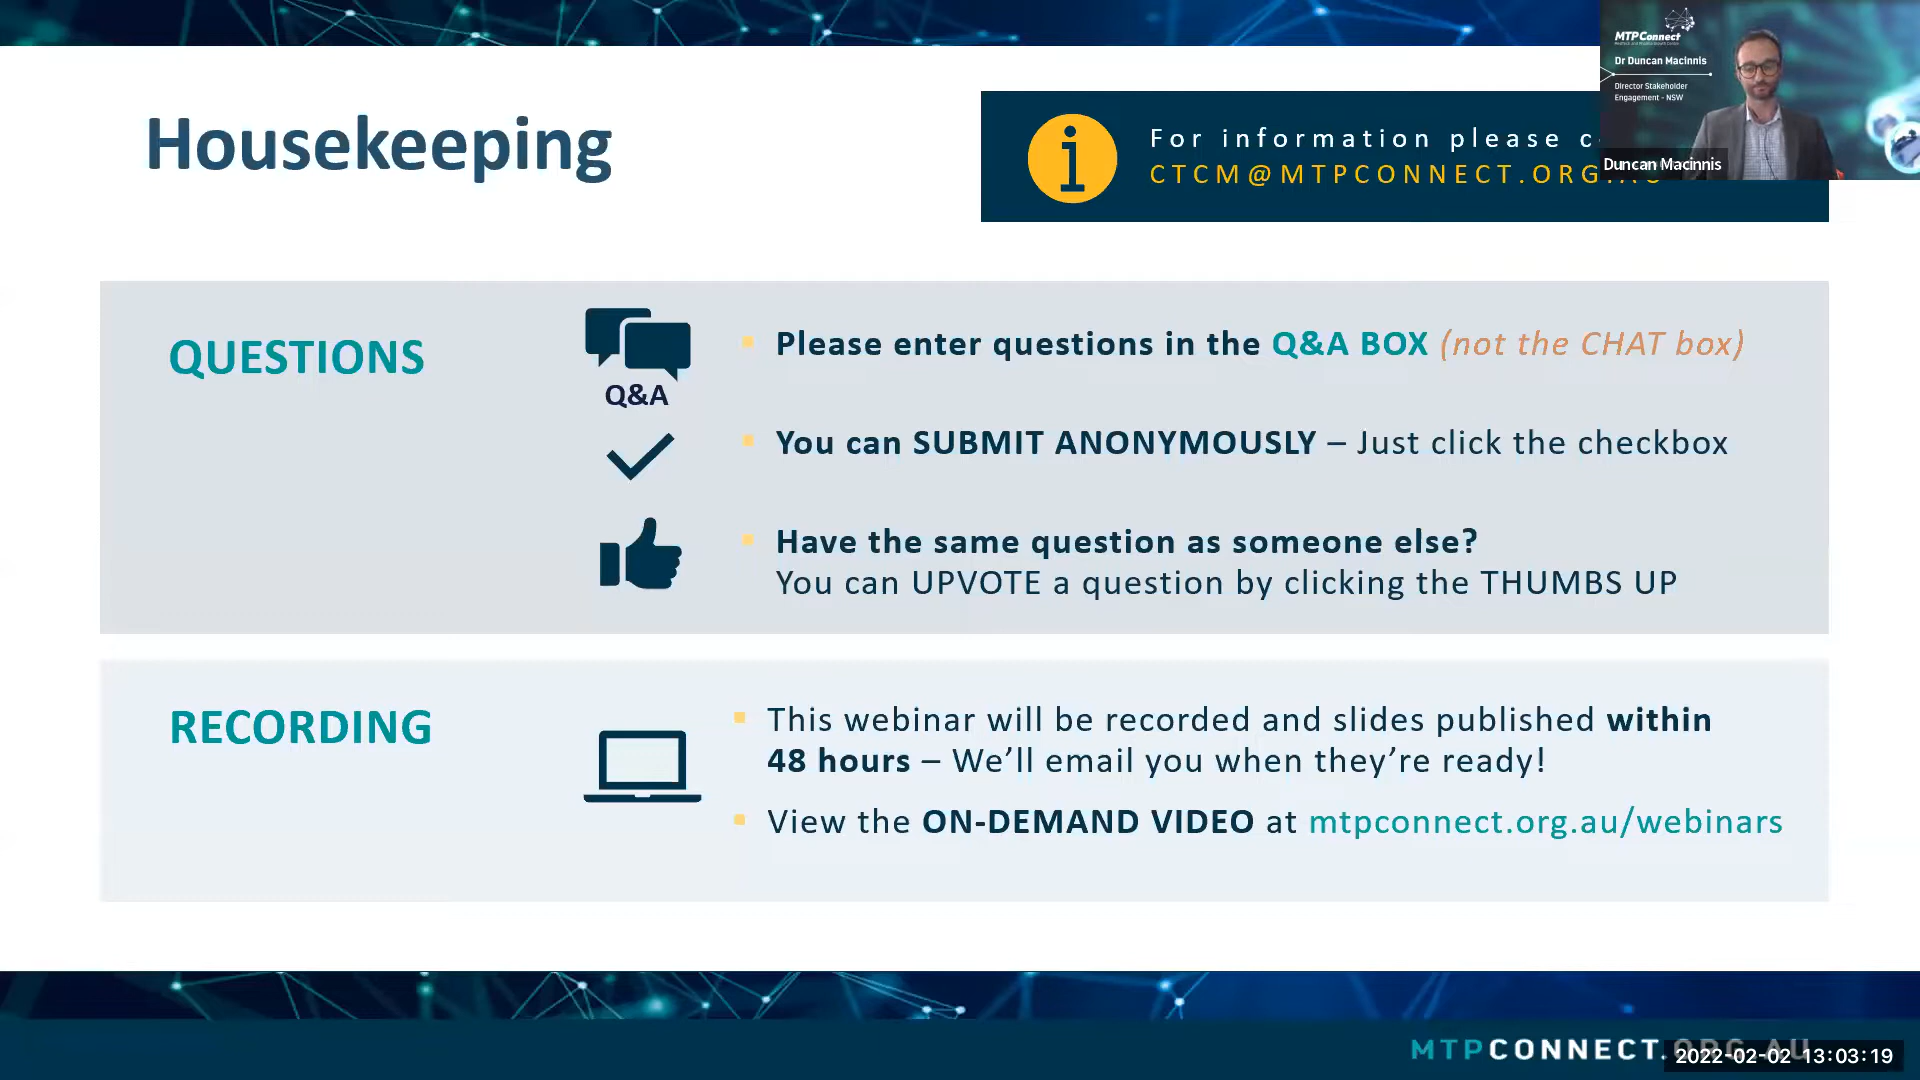 Housekeeping
For information please
CTCM@MTPCONNECT.ORG.AU
MTPConnect
Dr Duncan Macinnis
Director Stakeholder
Engagement - NSW
Duncan Macinnis
QUESTIONS
Q&A
Please enter questions in the Q&A BOX (not the CHAT box)
You can SUBMIT ANONYMOUSLY – Just click the checkbox
Have the same question as someone else?
You can UPVOTE a question by clicking the THUMBS UP
RECORDING
This webinar will be recorded and slides published within
48 hours – We’ll email you when they’re ready!
View the ON-DEMAND VIDEO at mtpconnect.org.au/webinars
MTPCONNECT.ORG.AU
2022-02-02 13:03:19